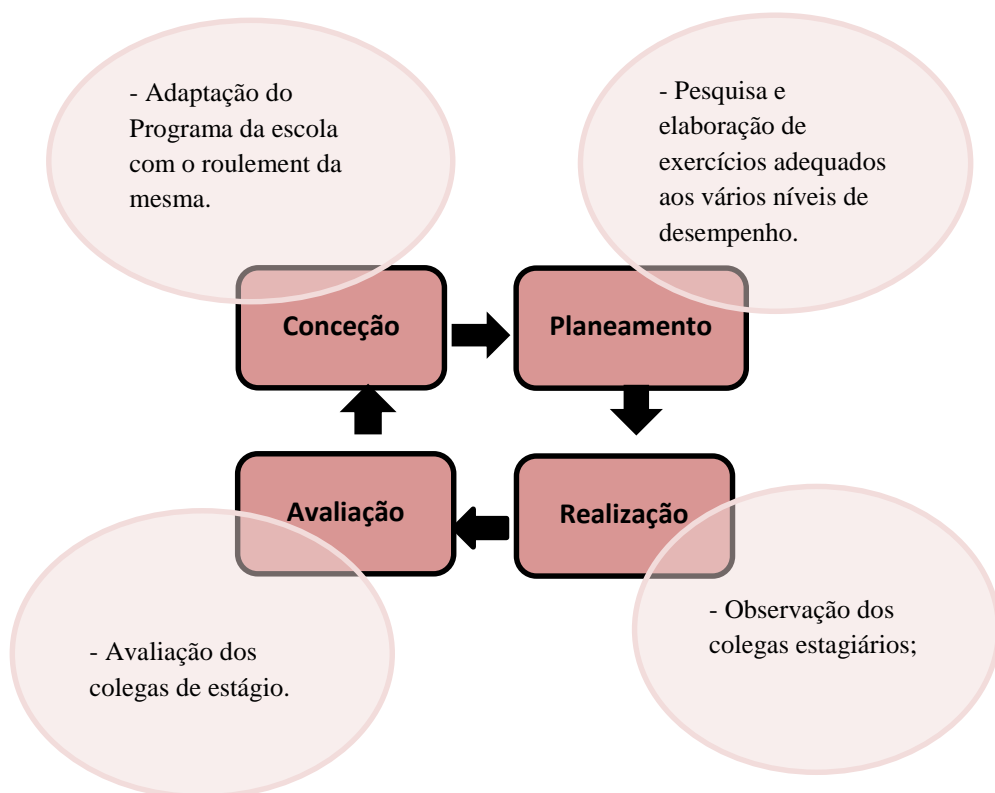 - Adaptação do
Programa da escola
com o roulement da
mesma.
- Pesquisa e
elaboração de
exercícios adequados
aos vários níveis de
desempenho.
Conceção
Planeamento
Avaliação
Realização
- Avaliação dos
colegas de estágio.
- Observação dos
colegas estagiários;